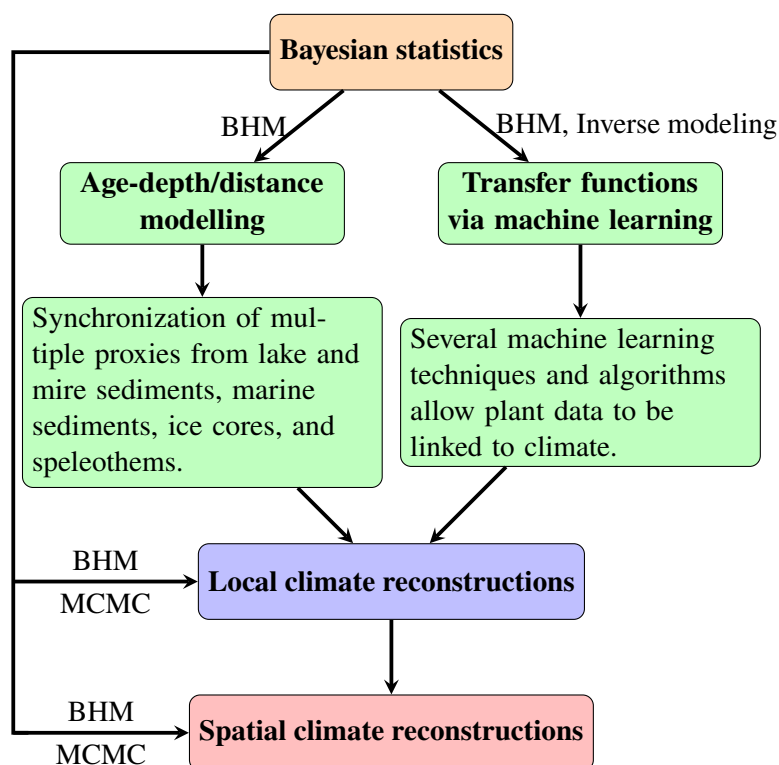 Bayesian statistics
BHM
BHM, Inverse modeling
Age-depth/distance
modelling
Transfer functions
via machine learning
Synchronization of mul-
tiple proxies from lake and
mire sediments, marine
sediments, ice cores, and
speleothems.
Several machine learning
techniques and algorithms
allow plant data to be
linked to climate.
BHM
MCMC
Local climate reconstructions
BHM
MCMC
Spatial climate reconstructions